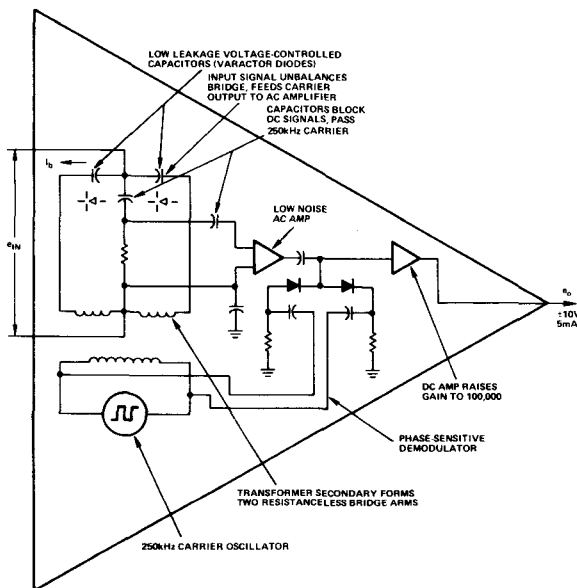 LOW LEAKAGE VOLTAGE-CONTROLLED
CAPACITORS (VARACTOR DIODES)
INPUT SIGNAL UNBALANCES
BRIDGE, FEEDS CARRIER
OUTPUT TO AC AMPLIFIER
CAPACITORS BLOCK
DC SIGNALS, PASS
250kHz CARRIER
Ib
eIN
LOW NOISE
AC AMP
eo
±10V
5mA
DC AMP RAISES
GAIN TO 100,000
PHASE-SENSITIVE
DEMODULATOR
TRANSFORMER SECONDARY FORMS
TWO RESISTANCELESS BRIDGE ARMS
250kHz CARRIER OSCILLATOR